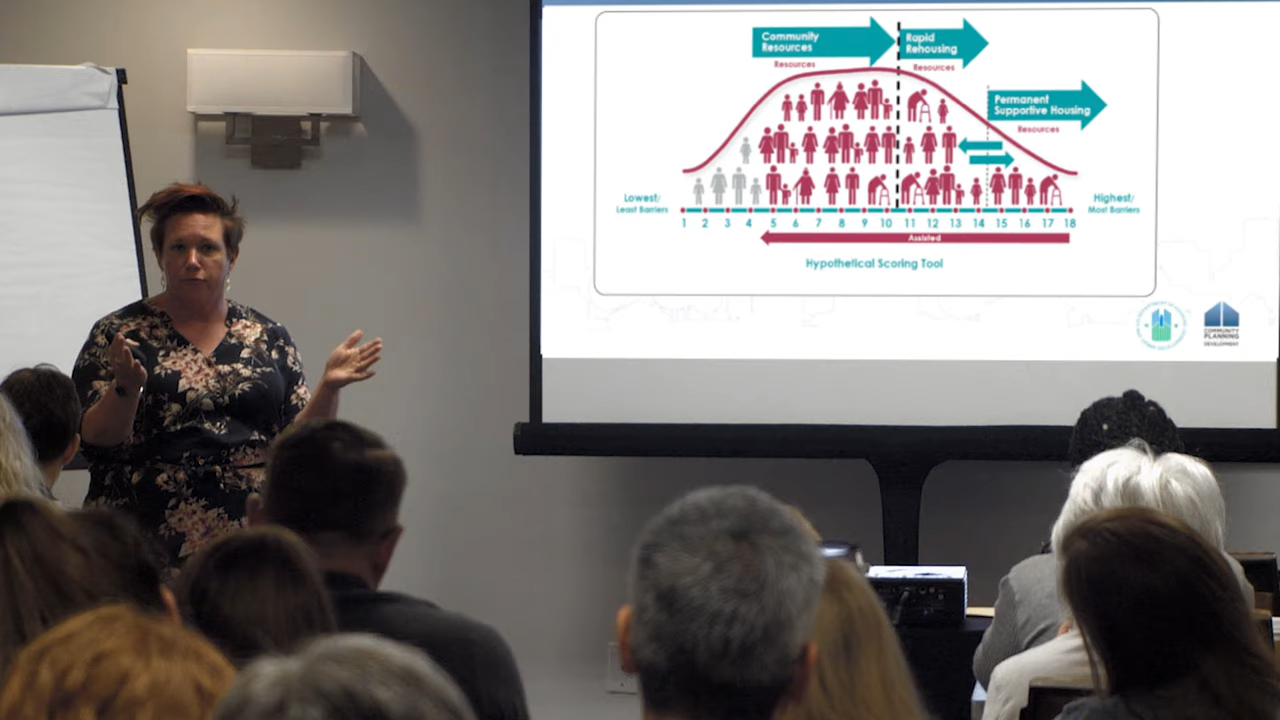 Community
Resources
Resources
Rapid
Rehousing
Resources
Permanent
Supportive Housing
Resources
Lowest/
Least Barriers
Highest/
Most Barriers
1 2 3 4 5 6 7 8 9 10 11 12 13 14 15 16 17 18
Assisted
Hypothetical Scoring Tool
COMMUNITY
PLANNING
DEVELOPMENT